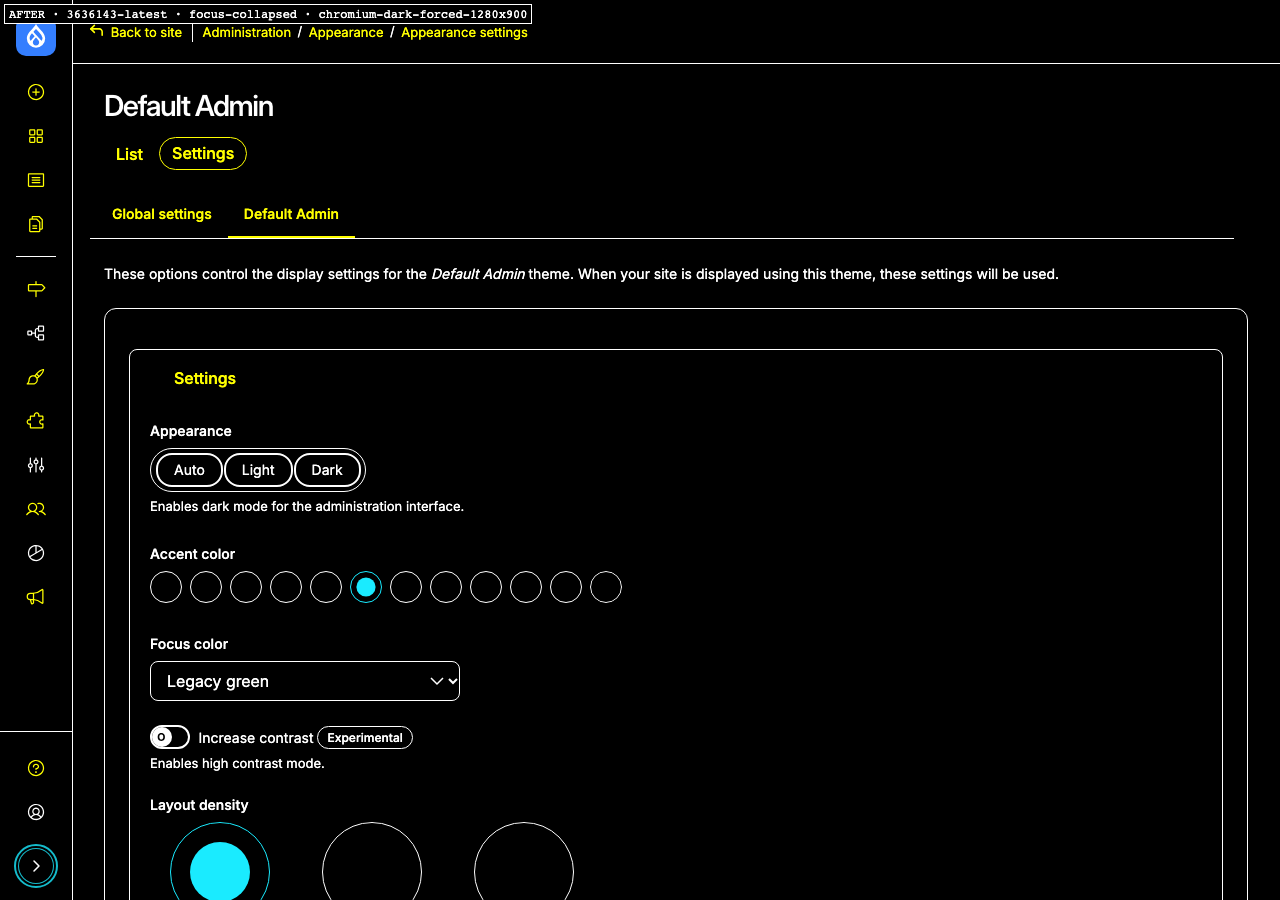 AFTER · 3636143-latest · focus-collapsed · chromium-dark-forced-1280x900
Back to site Administration / Appearance / Appearance settings
Default Admin
List Settings
Global settings Default Admin
These options control the display settings for the Default Admin theme. When your site is displayed using this theme, these settings will be used.
Settings
Appearance
Auto Light Dark
Enables dark mode for the administration interface.
Accent color
Focus color
Legacy green
Increase contrast Experimental
Enables high contrast mode.
Layout density